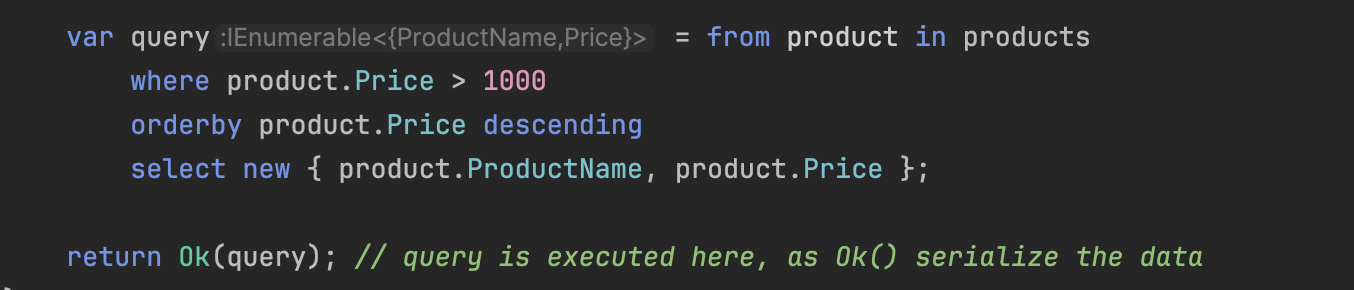 var query :IEnumerable<{ProductName,Price}> = from product in products
where product.Price > 1000
orderby product.Price descending
select new { product.ProductName, product.Price };
return Ok(query); // query is executed here, as Ok() serialize the data